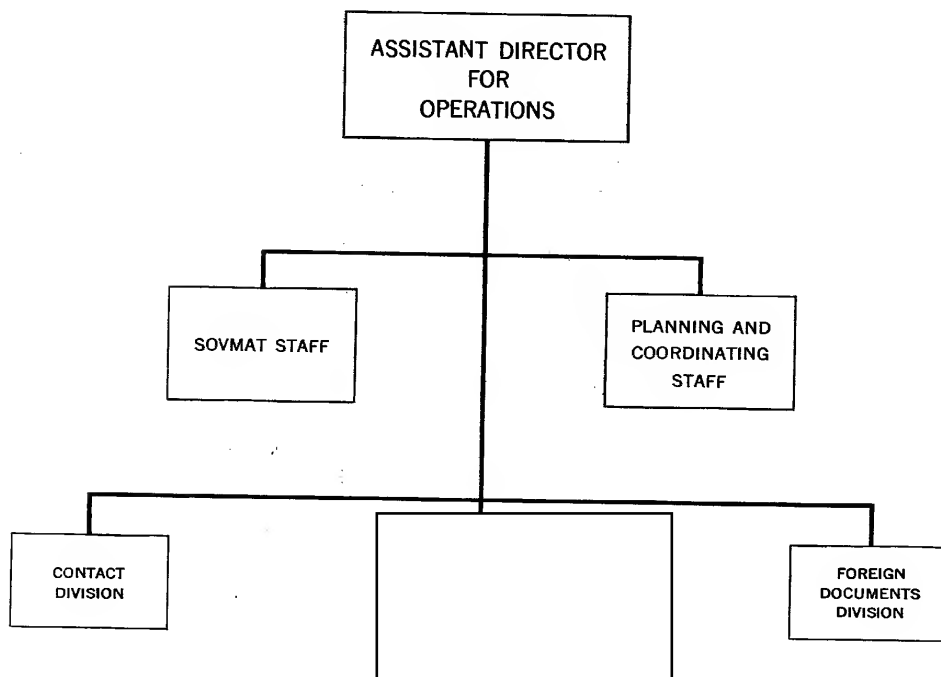 ASSISTANT DIRECTOR
FOR
OPERATIONS
SOVMAT STAFF
PLANNING AND
COORDINATING
STAFF
CONTACT
DIVISION
FOREIGN
DOCUMENTS
DIVISION